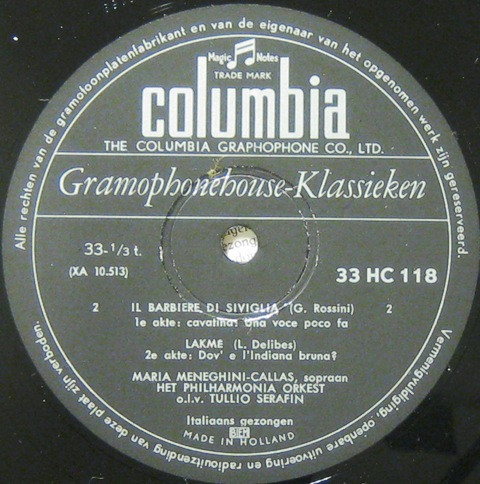 Alle rechten van de gramofoonplatenfabrikant en van de eigenaar van het opgenomen werk zijn gereserveerd.
Magic Notes
TRADE MARK
columbia
THE COLUMBIA GRAPHOPHONE CO., LTD.
Gramophonehouse-Klassieken
33-1/3 t.
(XA 10.513)
33 HC 118
2 IL BARBIERE DI SIVIGLIA (G. Rossini) 2
1e akte: cavatina: Una voce poco fa
LAKMÉ (L. Delibes)
2e akte: Dov' e l'Indiana bruna?
MARIA MENEGHINI-CALLAS, sopraan
HET PHILHARMONIA ORKEST
o.l.v. TULLIO SERAFIN
Italiaans gezongen
BIEM
MADE IN HOLLAND
Vermenigvuldiging, openbare uitvoering en radiouitzending van deze plaat zijn verboden.